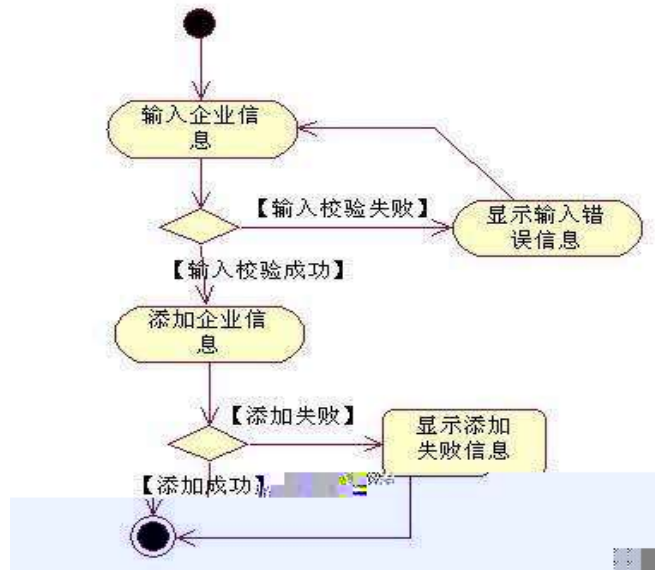 输入企业信
息
【输入校验失败】
显示输入错
误信息
【输入校验成功】
添加企业信
息
【添加失败】
显示添加
失败信息
【添加成功】